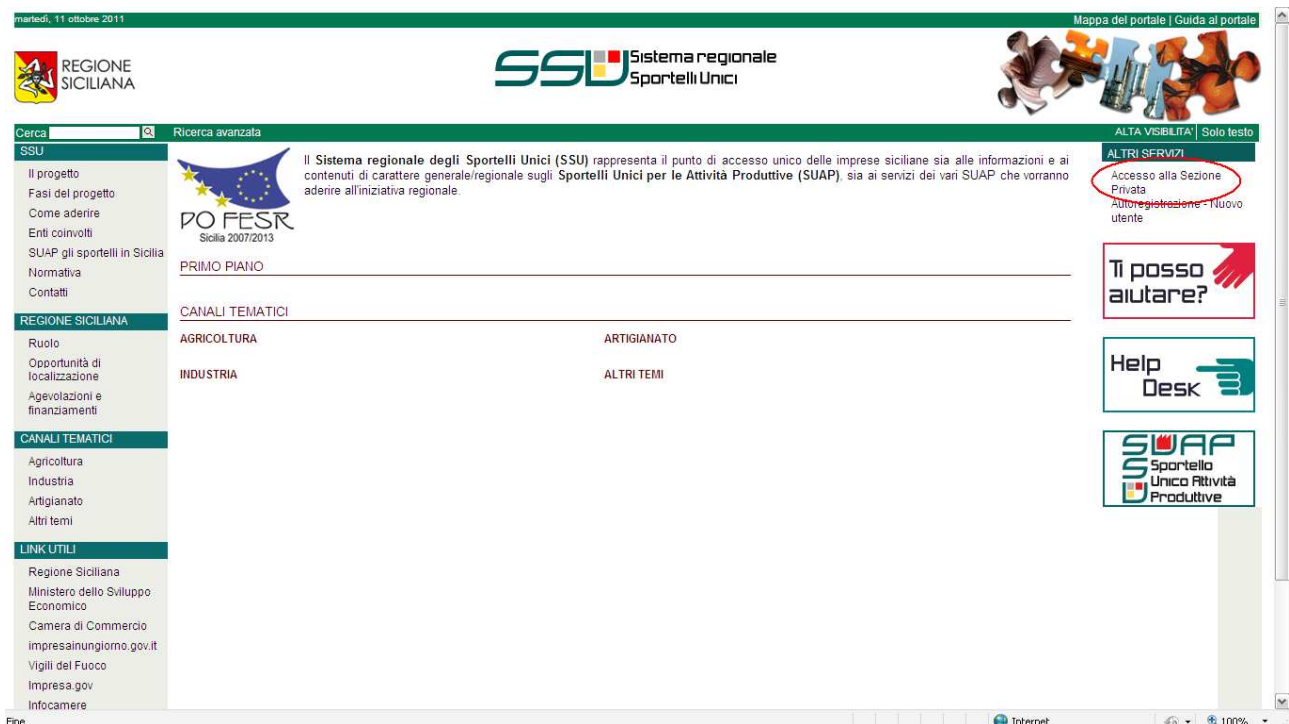 martedì, 11 ottobre 2011
Mappa del portale | Guida al portale
REGIONE
SICILIANA
SSU Sistema regionale
Sportelli Unici
Cerca
Ricerca avanzata
ALTA VISIBILITA' Solo testo
SSU
Il progetto
Fasi del progetto
Come aderire
Enti coinvolti
SUAP gli sportelli in Sicilia
Normativa
Contatti
REGIONE SICILIANA
Ruolo
Opportunità di
localizzazione
Agevolazioni e
finanziamenti
CANALI TEMATICI
Agricoltura
Industria
Artigianato
Altri temi
LINK UTILI
Regione Siciliana
Ministero dello Sviluppo
Economico
Camera di Commercio
impresainungiorno.gov.it
Vigili del Fuoco
Impresa.gov
Infocamere
PO FESR
Sicilia 2007/2013
Il Sistema regionale degli Sportelli Unici (SSU) rappresenta il punto di accesso unico delle imprese siciliane sia alle informazioni e ai
contenuti di carattere generale/regionale sugli Sportelli Unici per le Attività Produttive (SUAP), sia ai servizi dei vari SUAP che vorranno
aderire all'iniziativa regionale.
PRIMO PIANO
CANALI TEMATICI
AGRICOLTURA
ARTIGIANATO
INDUSTRIA
ALTRI TEMI
ALTRI SERVIZI
Accesso alla Sezione
Privata
Autoregistrazione - Nuovo
utente
Ti posso
aiutare?
Help
Desk
SUAP
Sportello
Unico Attività
Produttive
Fine
Internet
100%